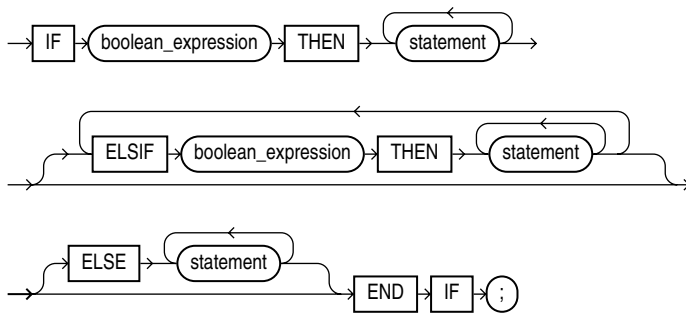 IF boolean_expression THEN statement
ELSIF boolean_expression THEN statement
ELSE statement
END IF ;